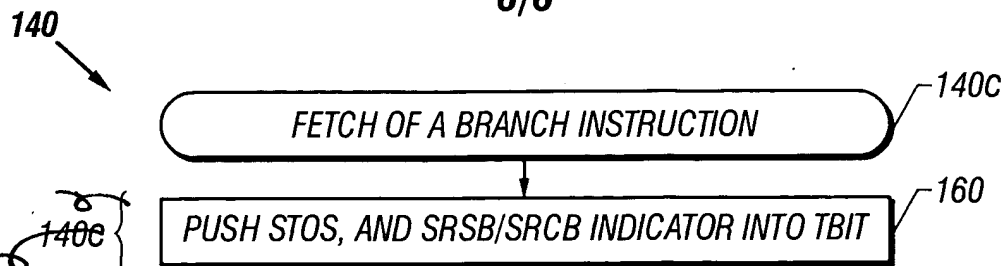 140
FETCH OF A BRANCH INSTRUCTION
140C
160
140e
PUSH STOS, AND SRSB/SRCB INDICATOR INTO TBIT